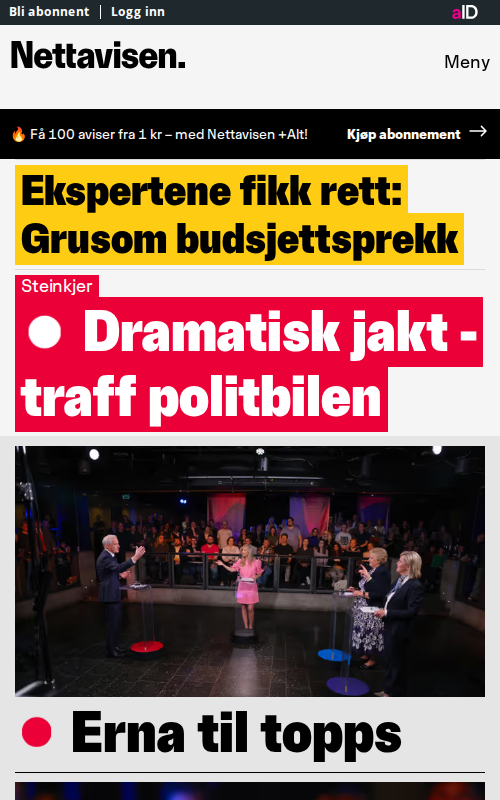 Bli abonnent | Logg inn
aID
Nettavisen.
Meny
🔥 Få 100 aviser fra 1 kr – med Nettavisen +Alt!
Kjøp abonnement →
Ekspertene fikk rett:
Grusom budsjettsprekk
Steinkjer
Dramatisk jakt -
traff politbilen
Erna til topps